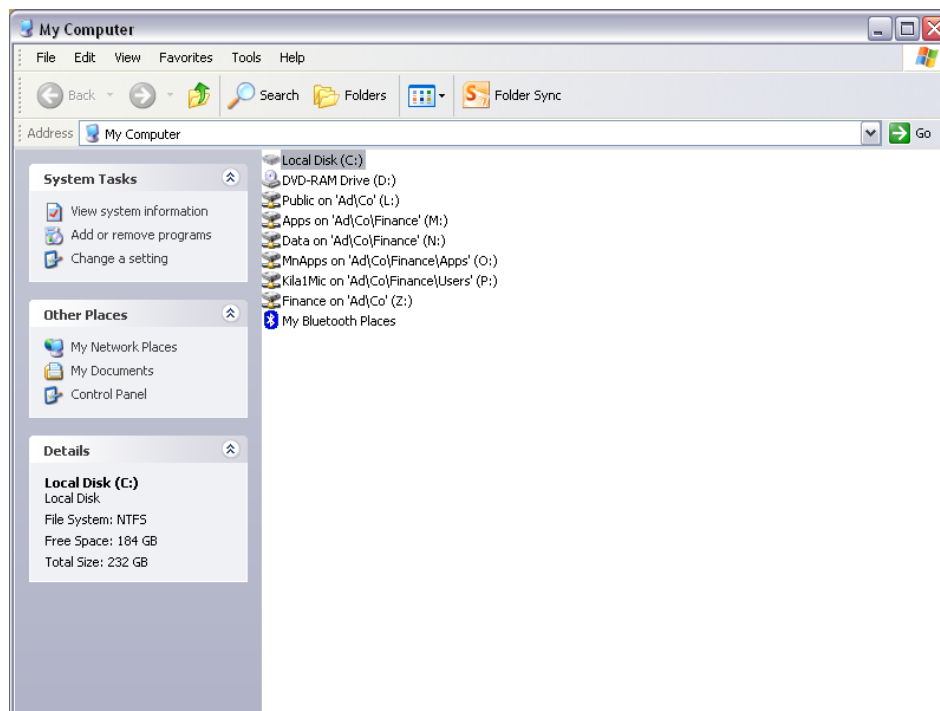 My Computer
File Edit View Favorites Tools Help
Back Search Folders Folder Sync
Address My Computer Go
System Tasks
View system information
Add or remove programs
Change a setting
Other Places
My Network Places
My Documents
Control Panel
Details
Local Disk (C:)
Local Disk
File System: NTFS
Free Space: 184 GB
Total Size: 232 GB
Local Disk (C:)
DVD-RAM Drive (D:)
Public on 'Ad\Co' (L:)
Apps on 'Ad\Co\Finance' (M:)
Data on 'Ad\Co\Finance' (N:)
MnApps on 'Ad\Co\Finance\Apps' (O:)
Kila1Mic on 'Ad\Co\Finance\Users' (P:)
Finance on 'Ad\Co' (Z:)
My Bluetooth Places